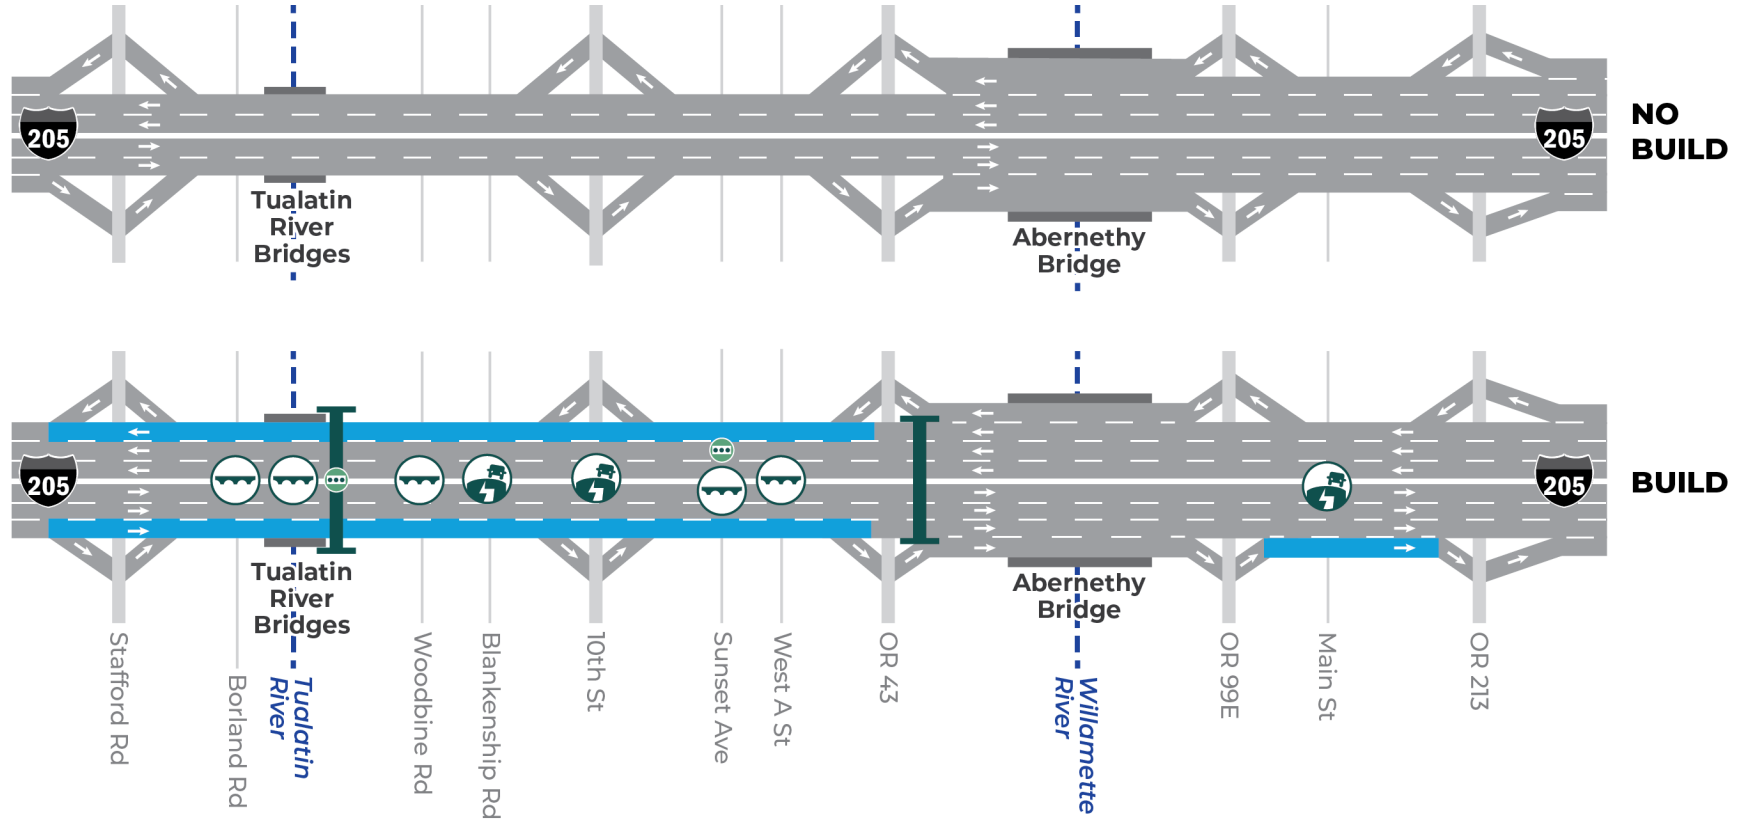 205
205
NO
BUILD
Tualatin
River
Bridges
Abernethy
Bridge
205
205
BUILD
Tualatin
River
Bridges
Abernethy
Bridge
Stafford Rd
Borland Rd
Tualatin
River
Woodbine Rd
Blankenship Rd
10th St
Sunset Ave
West A St
OR 43
Willamette
River
OR 99E
Main St
OR 213